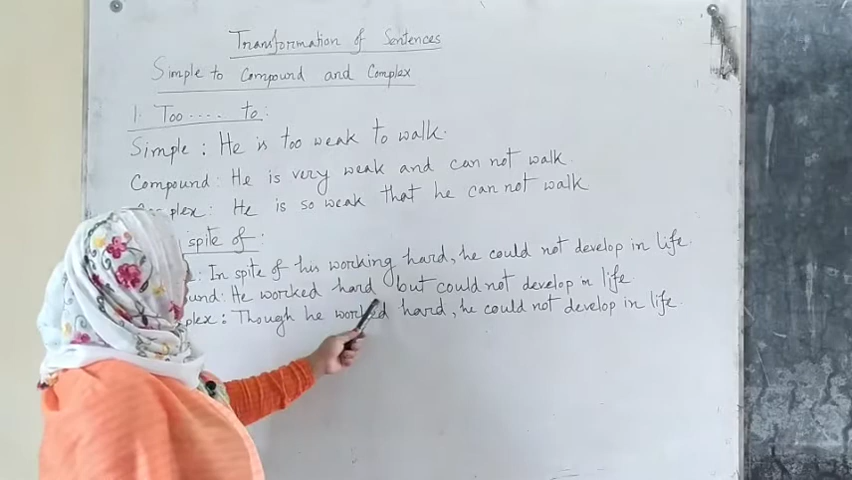 Transformation of Sentences
Simple to Compound and Complex
1. Too .... to:
Simple: He is too weak to walk.
Compound: He is very weak and can not walk.
plex: He is so weak that he can not walk
spite of
: In spite of his working hard, he could not develop in life.
und: He worked hard but could not develop in life.
plex: Though he worked hard, he could not develop in life.